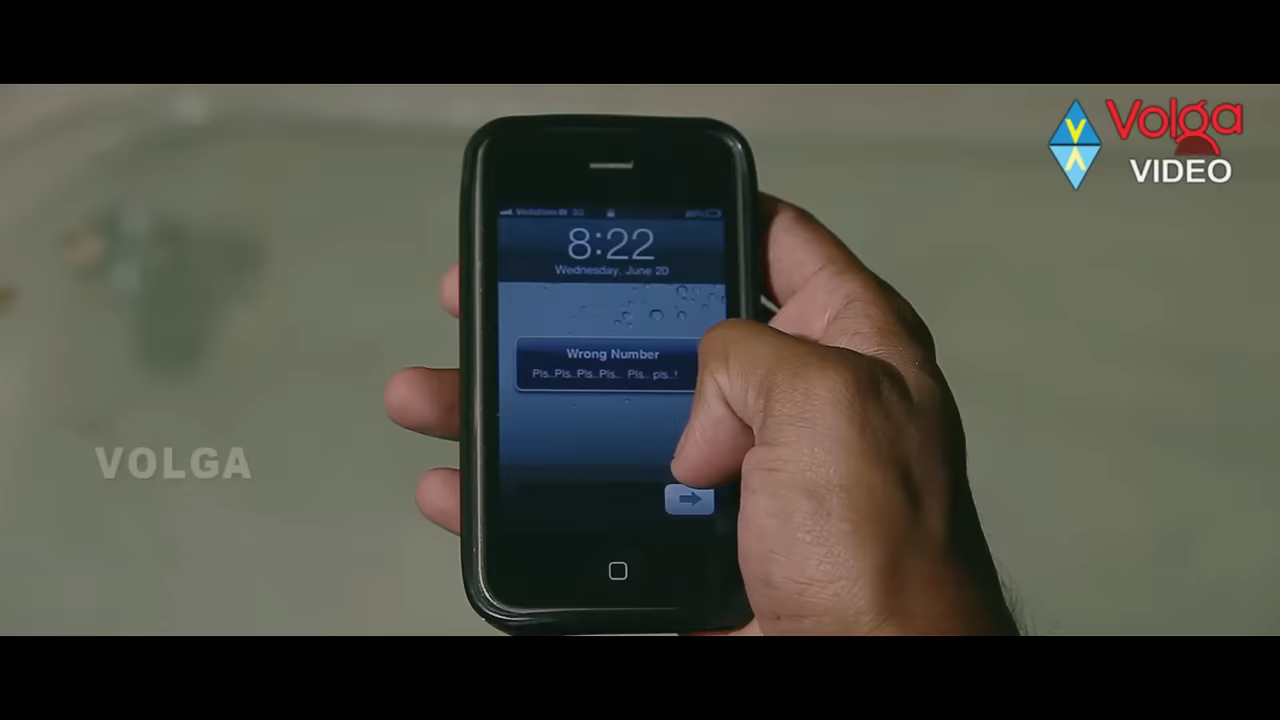 Volga
VIDEO
8:22
Wednesday, June 20
Wrong Number
Pls..Pls..Pls..Pls.. Pls.. pls..!
VOLGA